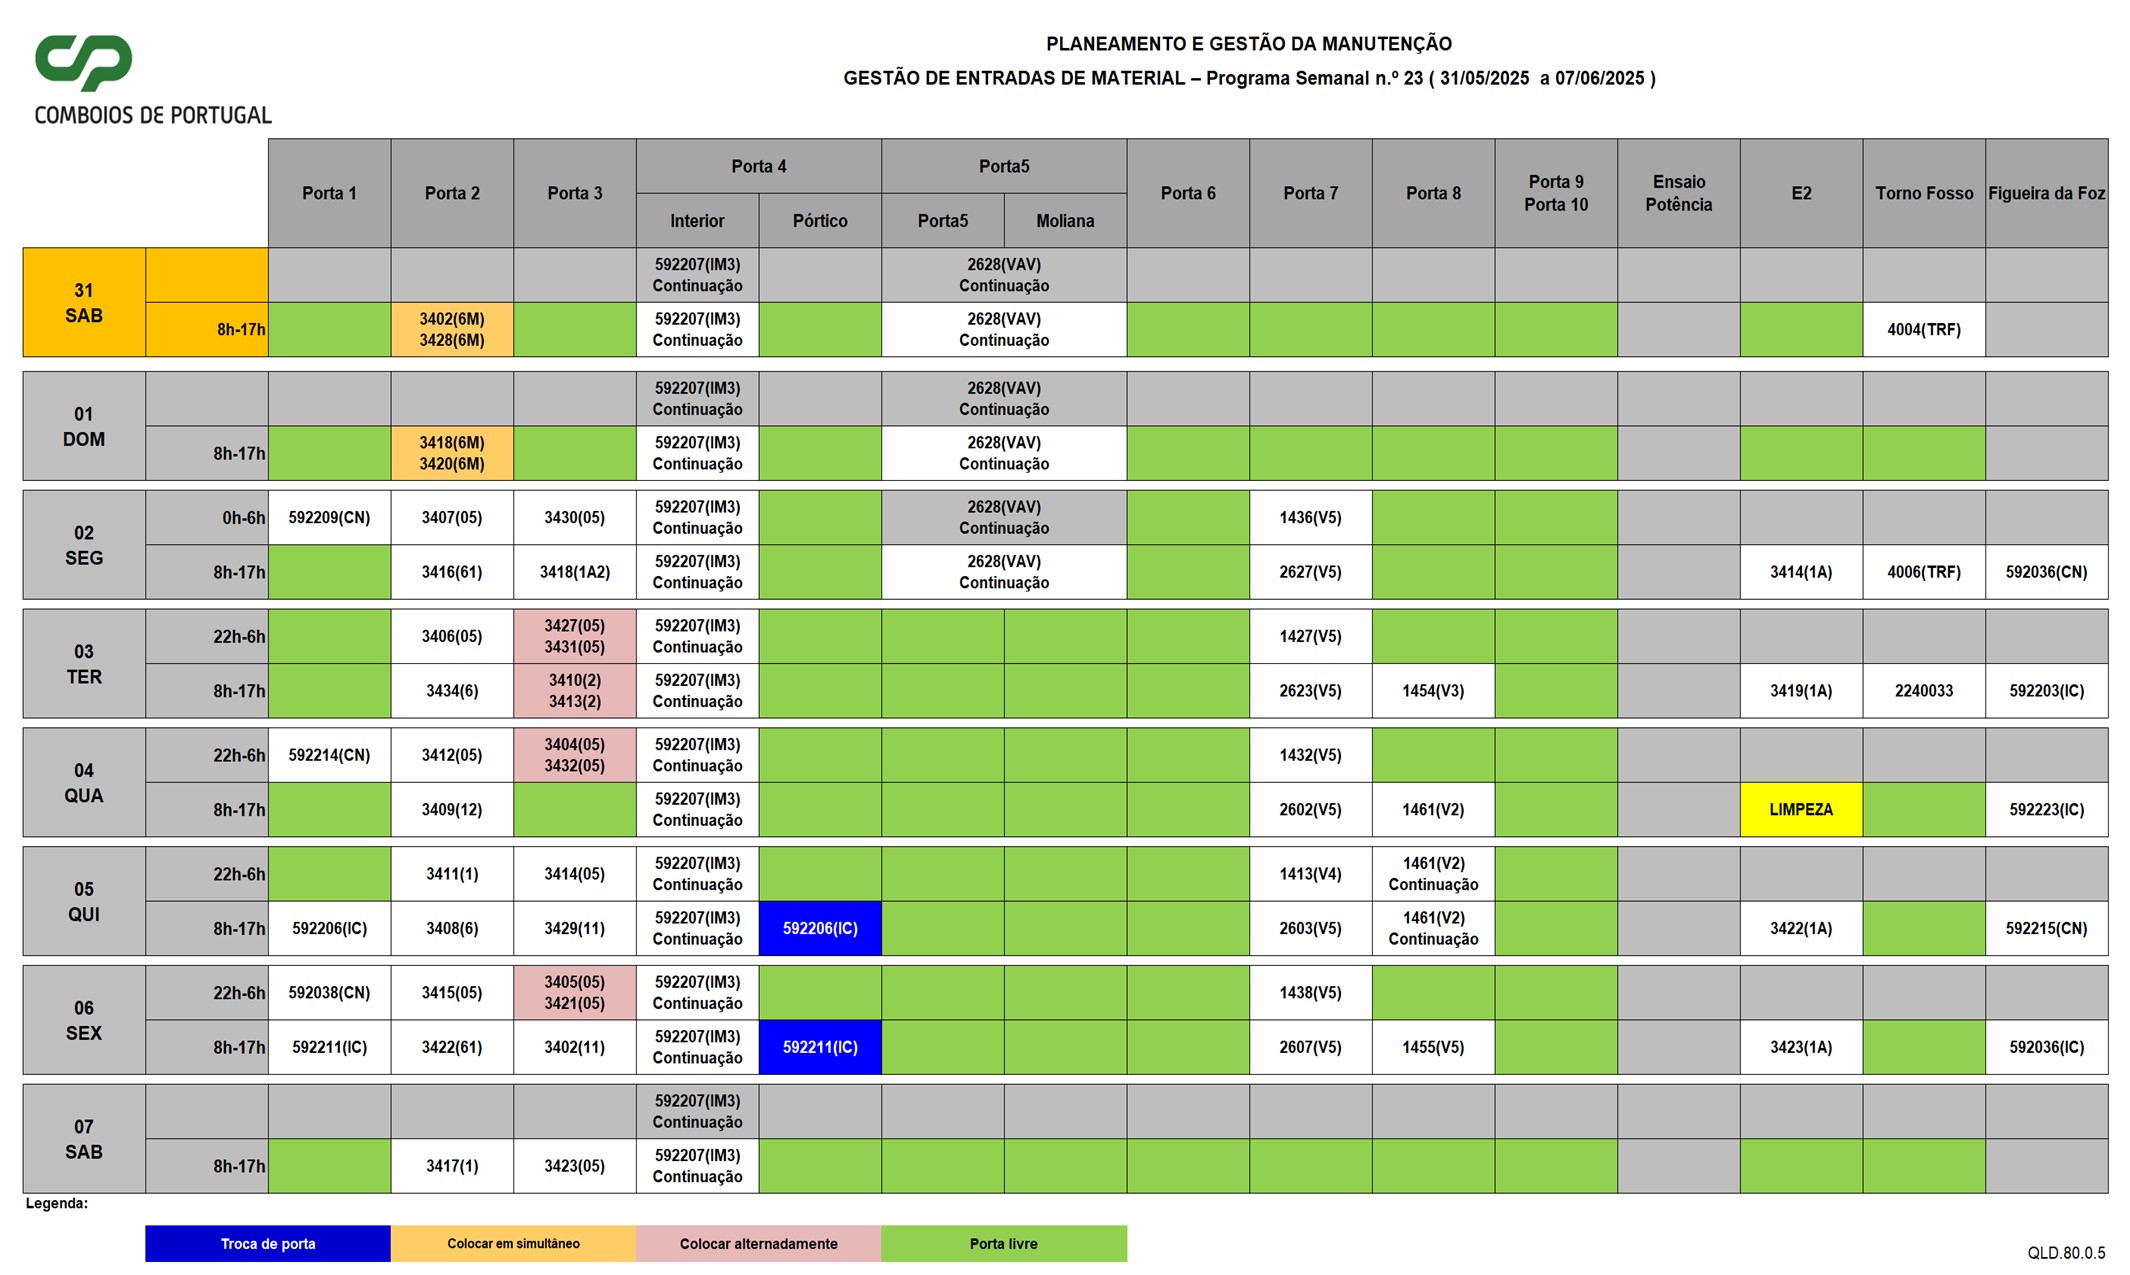 COMBOIOS DE PORTUGAL
PLANEAMENTO E GESTÃO DA MANUTENÇÃO
GESTÃO DE ENTRADAS DE MATERIAL – Programa Semanal n.º 23 ( 31/05/2025 a 07/06/2025 )
Porta 1 Porta 2 Porta 3 Porta 4 Porta5 Porta 6 Porta 7 Porta 8 Porta 9 Ensaio E2 Torno Fosso Figueira da Foz
Porta 10 Potência
Interior Pórtico Porta5 Moliana
31
SAB
592207(IM3) 2628(VAV)
Continuação Continuação
8h-17h 3402(6M) 592207(IM3) 2628(VAV) 4004(TRF)
3428(6M) Continuação Continuação
01
DOM
592207(IM3) 2628(VAV)
Continuação Continuação
8h-17h 3418(6M) 592207(IM3) 2628(VAV)
3420(6M) Continuação Continuação
02
SEG
0h-6h 592209(CN) 3407(05) 3430(05) 592207(IM3) 2628(VAV) 1436(V5)
Continuação Continuação
8h-17h 3416(61) 3418(1A2) 592207(IM3) 2628(VAV) 2627(V5) 3414(1A) 4006(TRF) 592036(CN)
Continuação Continuação
03
TER
22h-6h 3406(05) 3427(05) 592207(IM3) 1427(V5)
3431(05) Continuação
8h-17h 3434(6) 3410(2) 592207(IM3) 2623(V5) 1454(V3) 3419(1A) 2240033 592203(IC)
3413(2) Continuação
04
QUA
22h-6h 592214(CN) 3412(05) 3404(05) 592207(IM3) 1432(V5)
3432(05) Continuação
8h-17h 3409(12) 592207(IM3) 2602(V5) 1461(V2) LIMPEZA 592223(IC)
Continuação
05
QUI
22h-6h 3411(1) 3414(05) 592207(IM3) 1413(V4) 1461(V2)
Continuação Continuação
8h-17h 592206(IC) 3408(6) 3429(11) 592207(IM3) 592206(IC) 2603(V5) 1461(V2) 3422(1A) 592215(CN)
Continuação Continuação
06
SEX
22h-6h 592038(CN) 3415(05) 3405(05) 592207(IM3) 1438(V5)
3421(05) Continuação
8h-17h 592211(IC) 3422(61) 3402(11) 592207(IM3) 592211(IC) 2607(V5) 1455(V5) 3423(1A) 592036(IC)
Continuação
07
SAB
592207(IM3)
Continuação
8h-17h 3417(1) 3423(05) 592207(IM3)
Continuação
Legenda:
Troca de porta Colocar em simultâneo Colocar alternadamente Porta livre
QLD.80.0.5